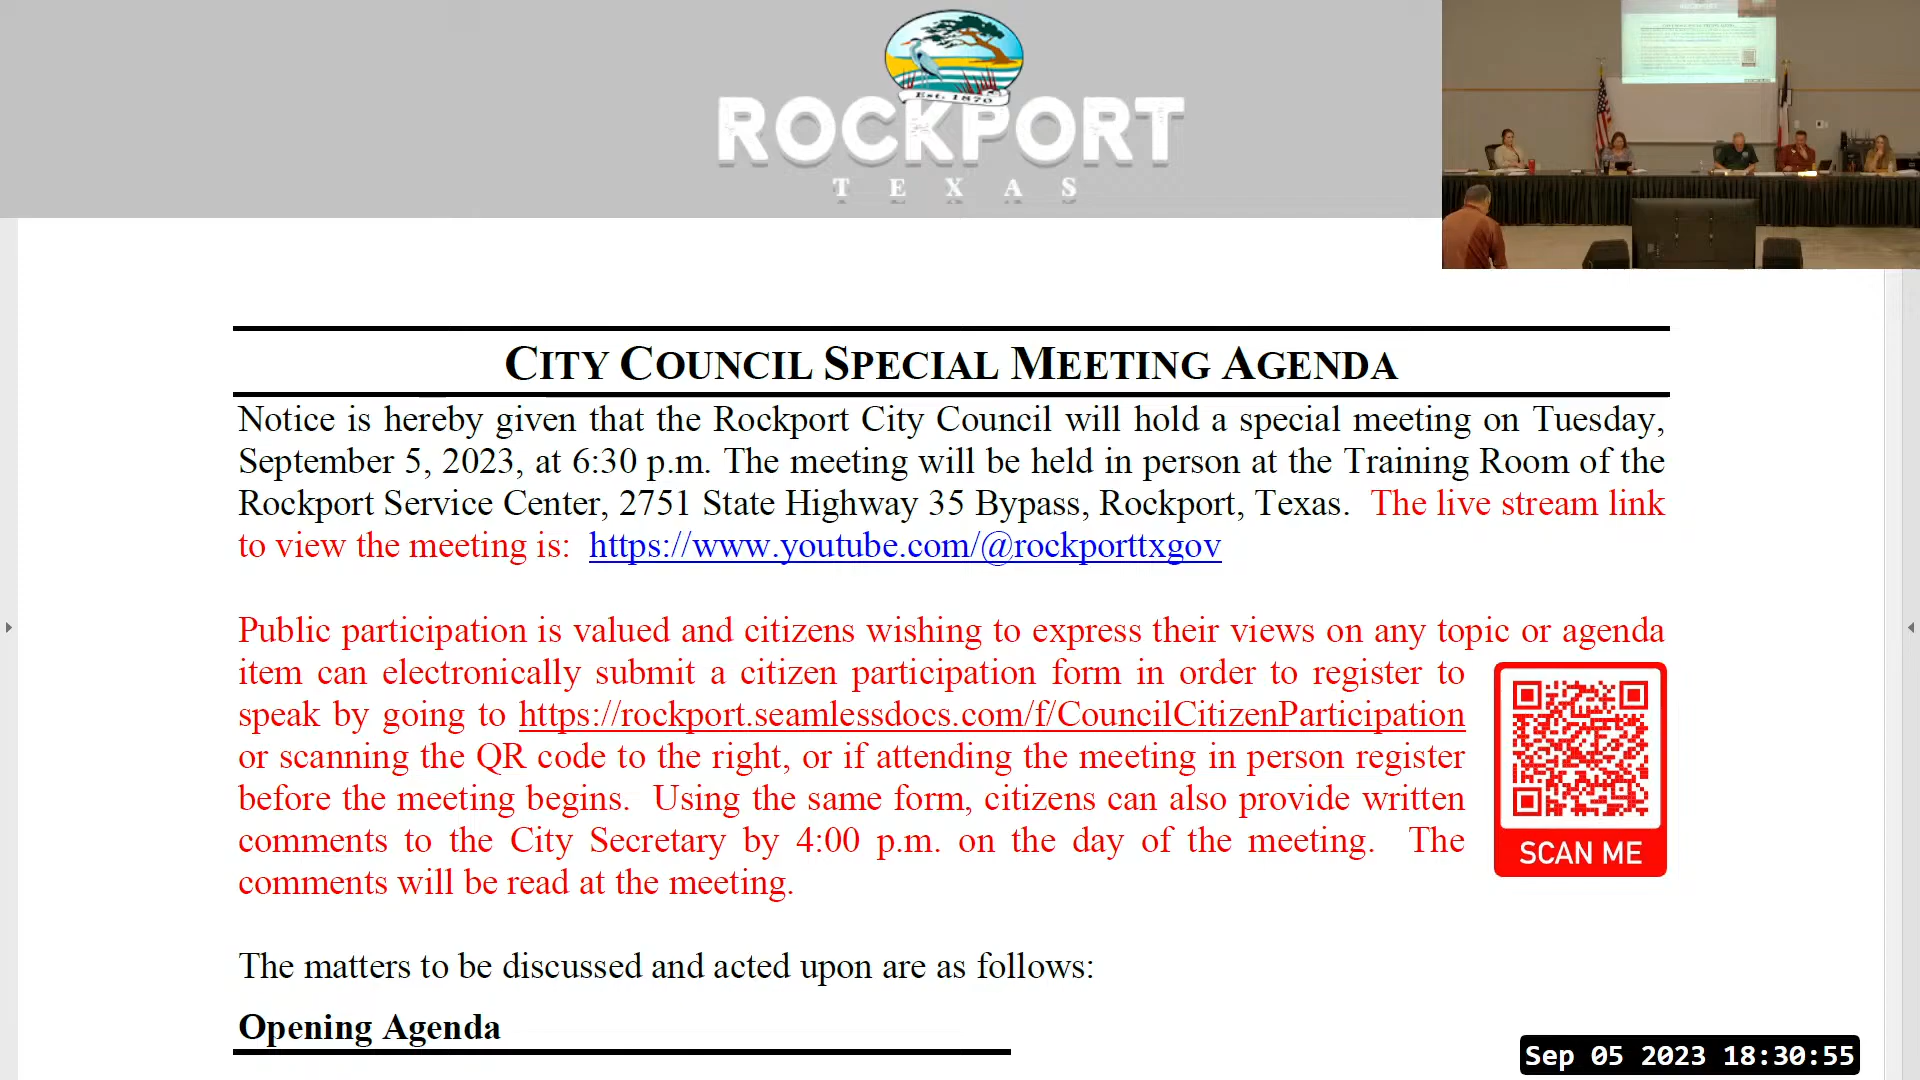 Est. 1870
ROCKPORT
TEXAS
CITY COUNCIL SPECIAL MEETING AGENDA
Notice is hereby given that the Rockport City Council will hold a special meeting on Tuesday,
September 5, 2023, at 6:30 p.m. The meeting will be held in person at the Training Room of the
Rockport Service Center, 2751 State Highway 35 Bypass, Rockport, Texas. The live stream link
to view the meeting is: https://www.youtube.com/@rockporttxgov
Public participation is valued and citizens wishing to express their views on any topic or agenda
item can electronically submit a citizen participation form in order to register to
speak by going to https://rockport.seamlessdocs.com/f/CouncilCitizenParticipation
or scanning the QR code to the right, or if attending the meeting in person register
before the meeting begins. Using the same form, citizens can also provide written
comments to the City Secretary by 4:00 p.m. on the day of the meeting. The
comments will be read at the meeting.
SCAN ME
The matters to be discussed and acted upon are as follows:
Opening Agenda
Sep 05 2023 18:30:55